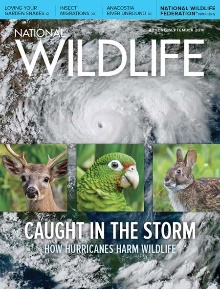 LOVING YOUR
GARDEN SNAKES
INSECT
MIGRATIONS
ANACOSTIA
RIVER UNBOUND
NATIONAL WILDLIFE
FEDERATION
NATIONAL
WILDLIFE
CAUGHT IN THE STORM
HOW HURRICANES HARM WILDLIFE